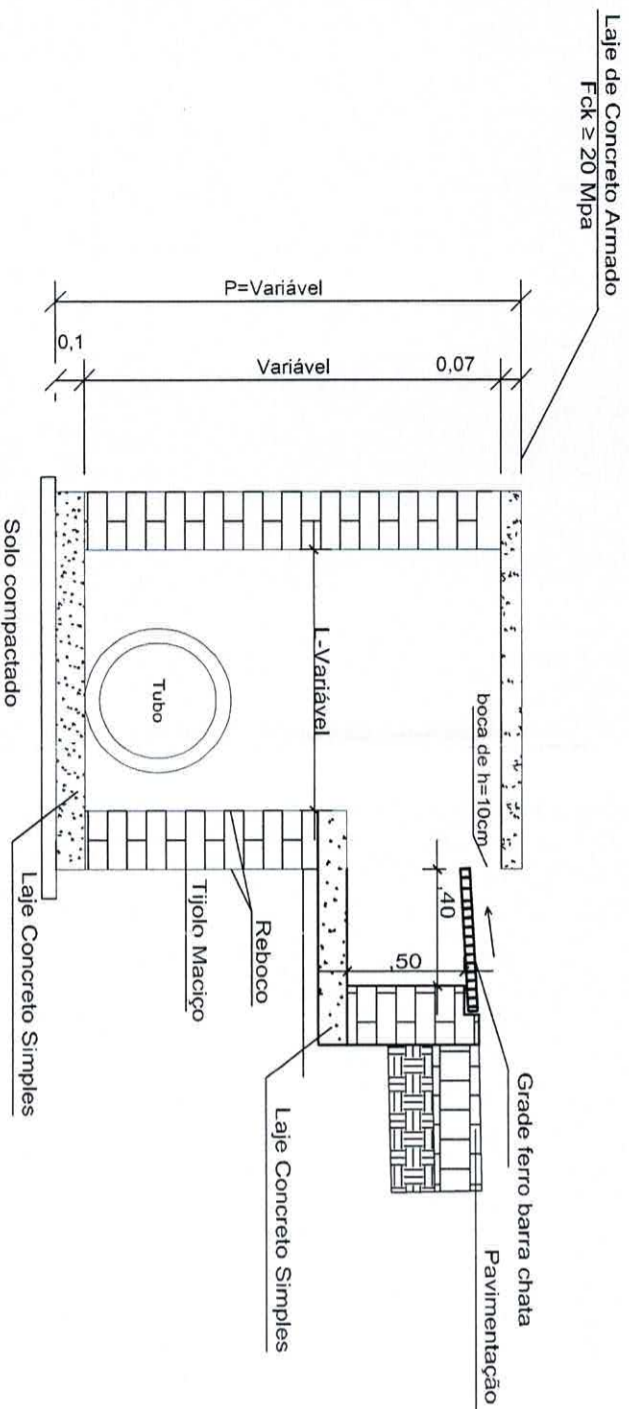 Laje de Concreto Armado
Fck ≥ 20 Mpa
P=Variável
0,1
Variável
0,07
L-Variável
boca de h=10cm
Tubo
,40
,50
Grade ferro barra chata
Pavimentação
Laje Concreto Simples
Reboco
Tijolo Maciço
Laje Concreto Simples
Solo compactado